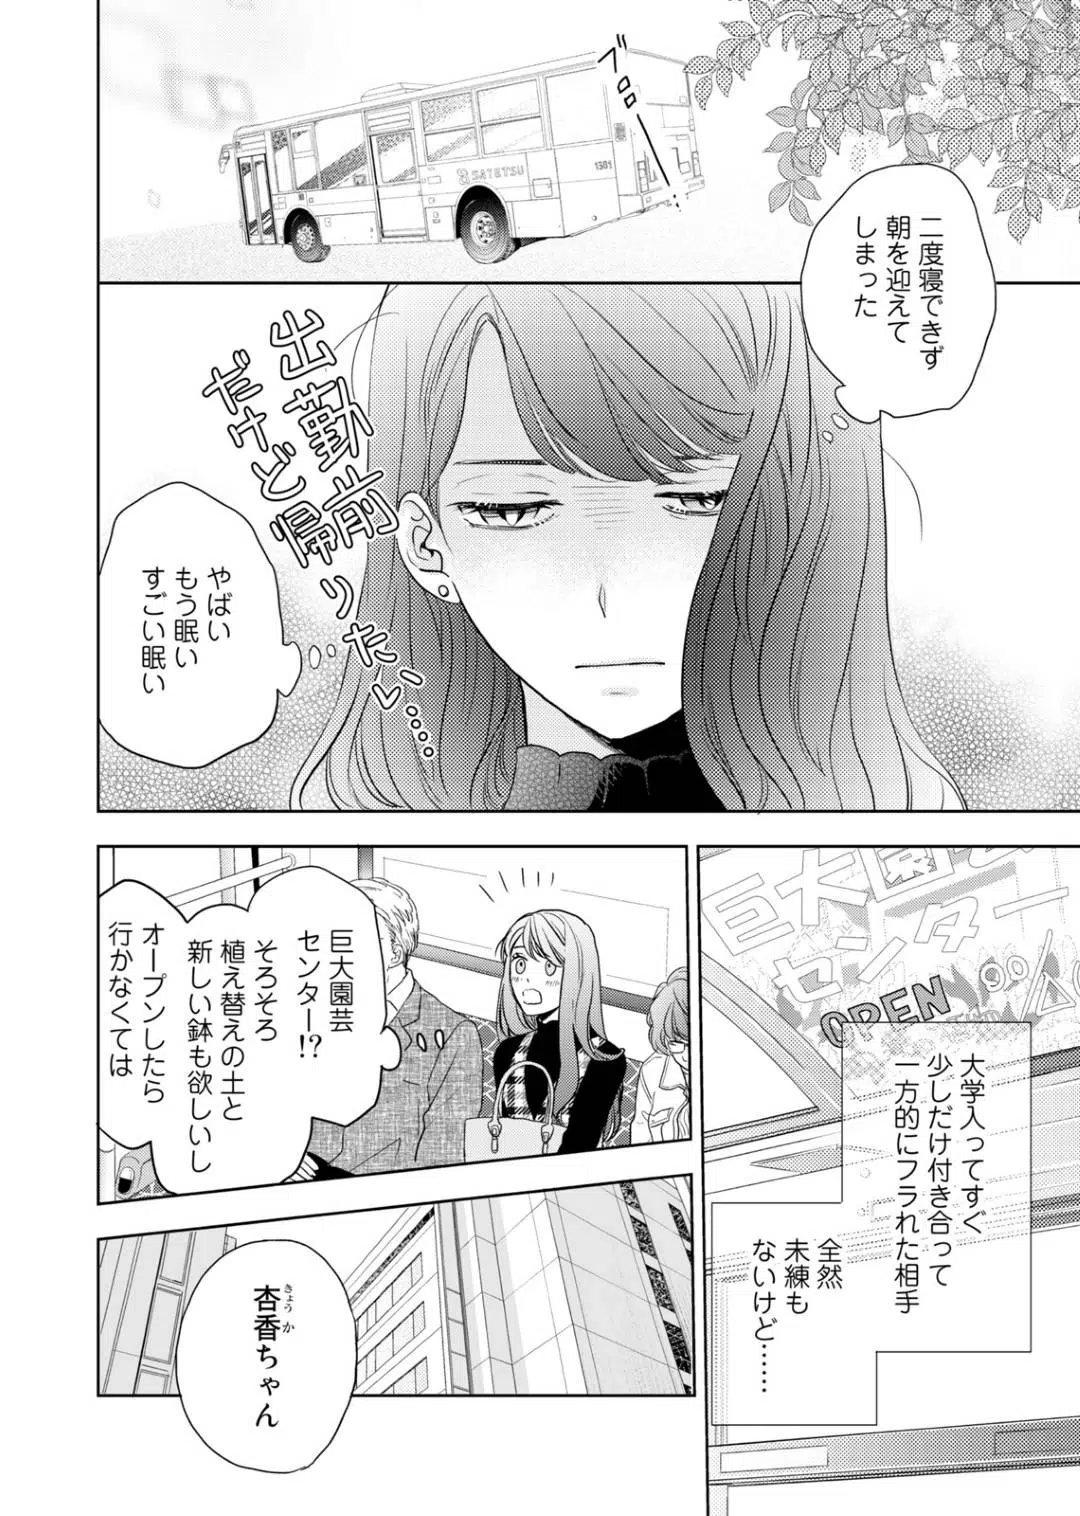 ブロロ…
SATETSU
1381
二度寝できず
朝を迎えて
しまった
出勤前
だけど帰りたい……
やばい
もう眠い
すごい眠い
巨大園芸
センター
OPEN
大学入ってすぐ
少しだけ付き合って
一方的にフラれた相手
全然
未練も
ないけど……
巨大園芸
センター!?
そろそろ
植え替えの土と
新しい鉢も欲しいし
オープンしたら
行かなくては
杏香ちゃん
きょうか